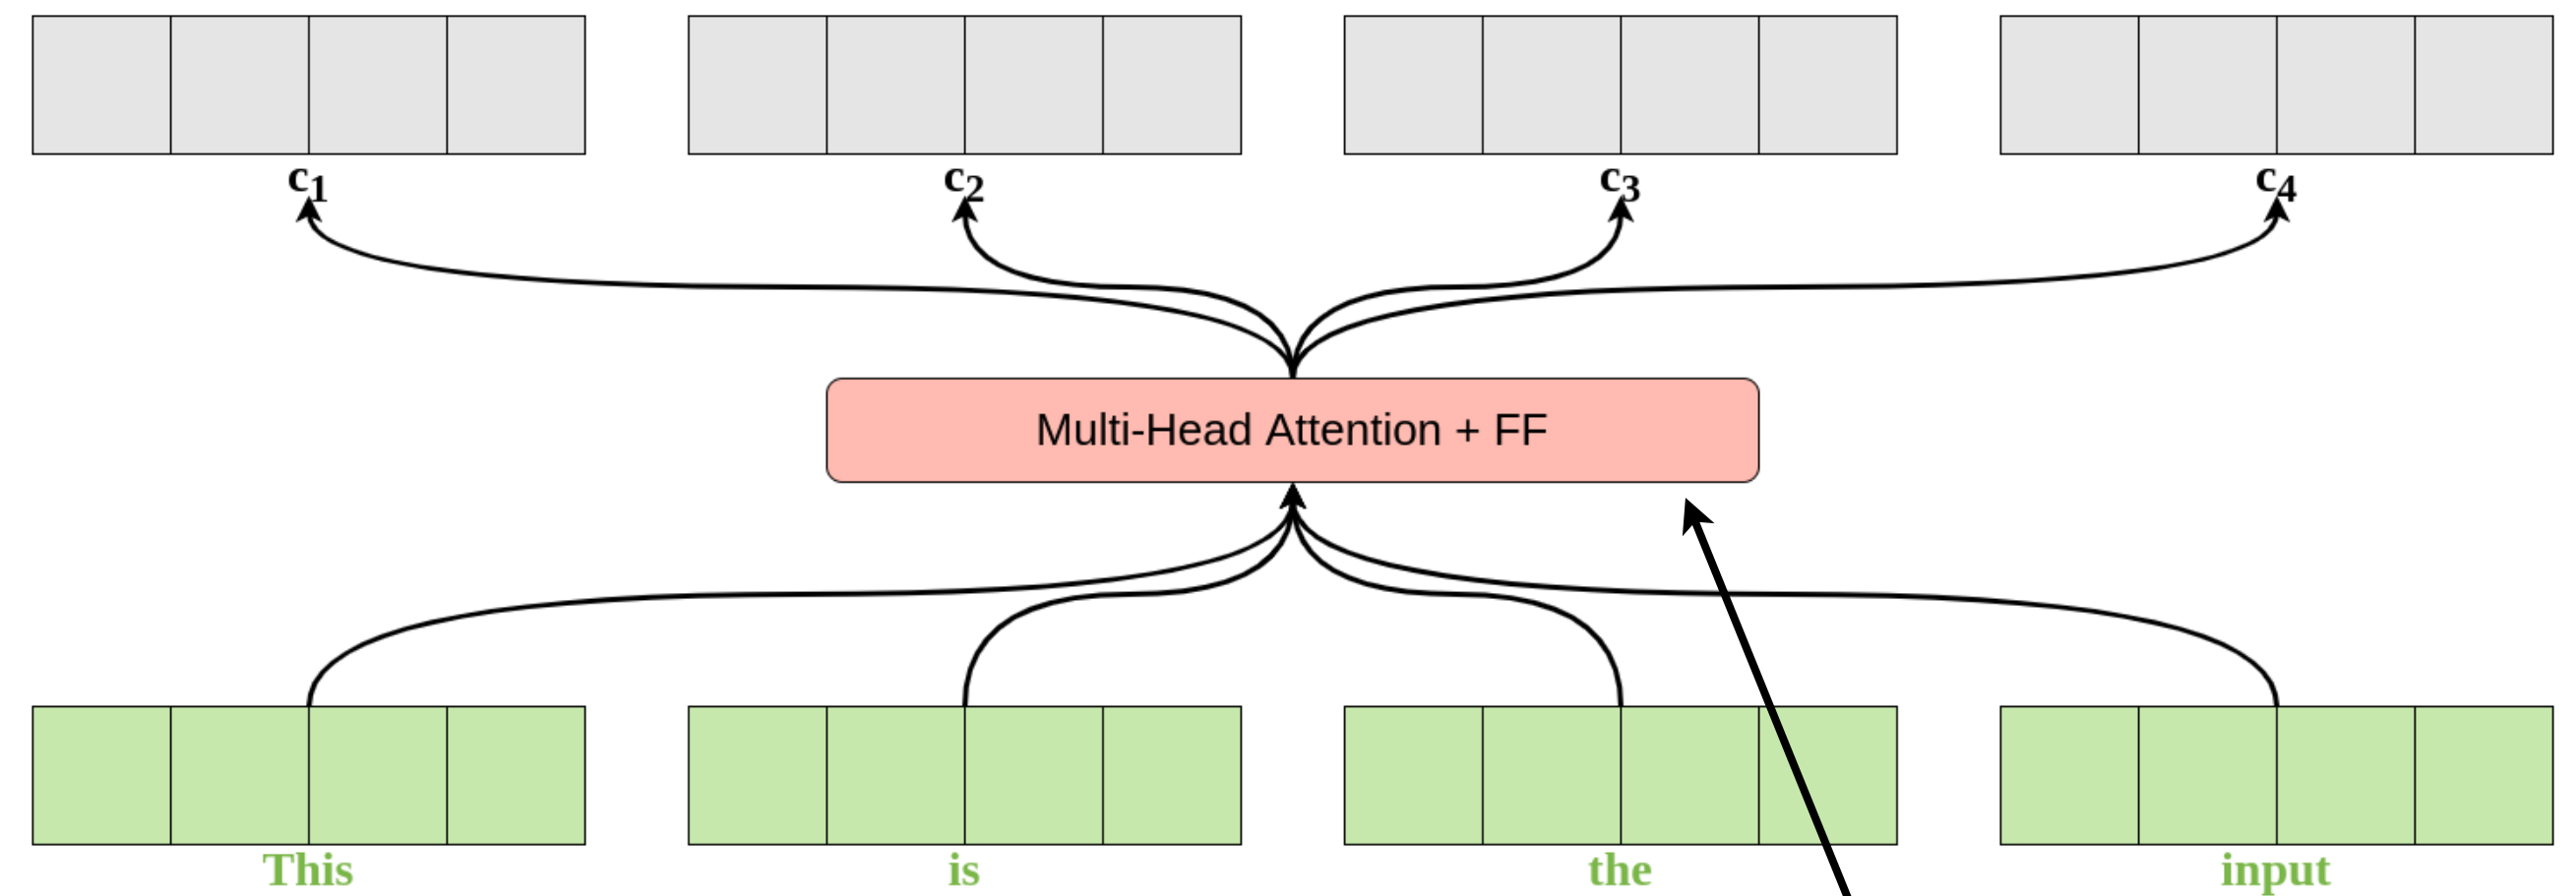 c1 c2 c3 c4
Multi-Head Attention + FF
This is the input